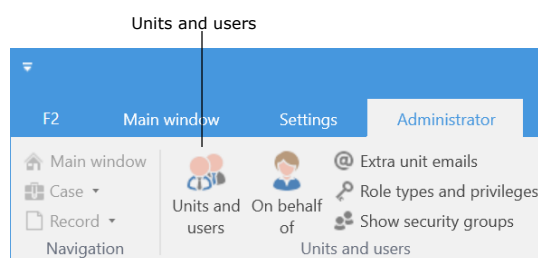 Units and users
F2 Main window Settings Administrator
Main window
Case
Record
Navigation
Units and
users
On behalf
of
Extra unit emails
Role types and privileges
Show security groups
Units and users